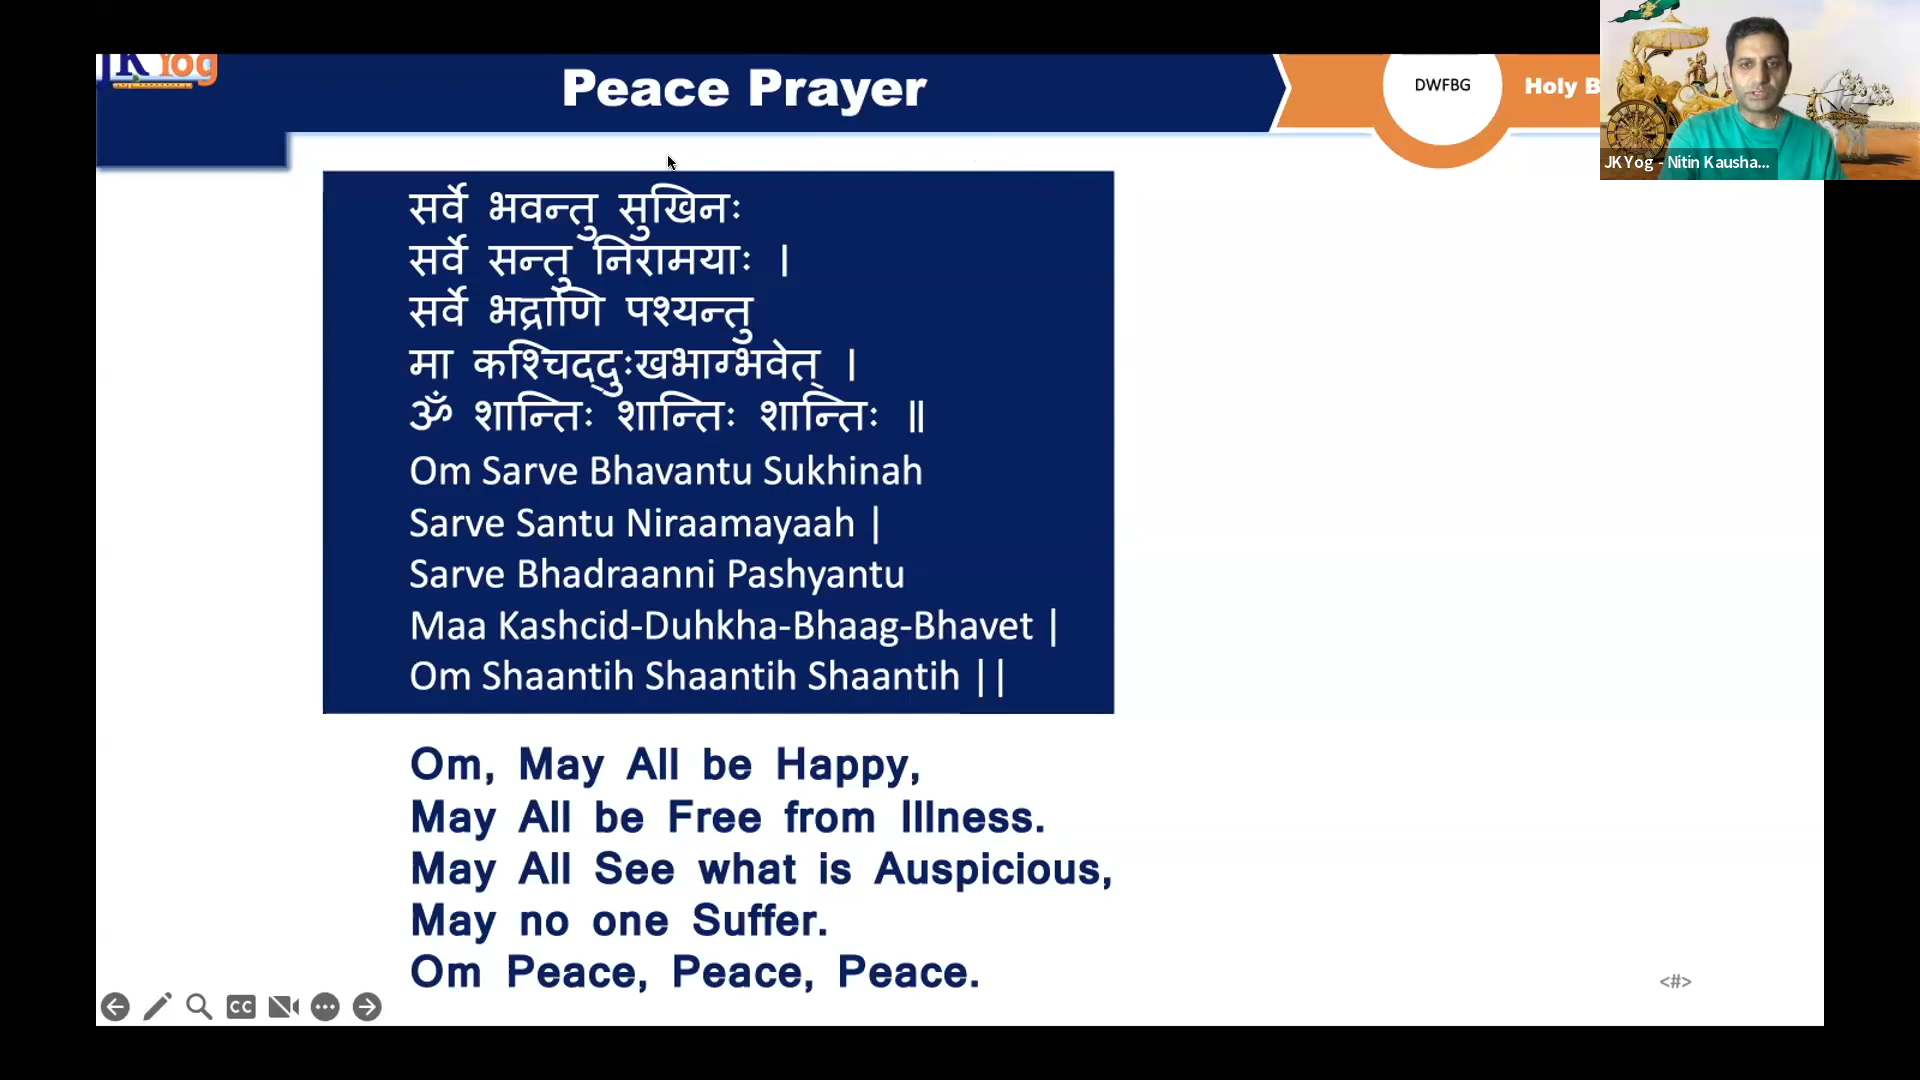 JKYog
Peace Prayer
DWFBG
Holy B
JK Yog - Nitin Kausha...
सर्वे भवन्तु सुखिनः
सर्वे सन्तु निरामयाः ।
सर्वे भद्राणि पश्यन्तु
मा कश्चिद्दुःखभाग्भवेत् ।
ॐ शान्तिः शान्तिः शान्तिः ॥
Om Sarve Bhavantu Sukhinah
Sarve Santu Niraamayaah |
Sarve Bhadraanni Pashyantu
Maa Kashcid-Duhkha-Bhaag-Bhavet |
Om Shaantih Shaantih Shaantih ||
Om, May All be Happy,
May All be Free from Illness.
May All See what is Auspicious,
May no one Suffer.
Om Peace, Peace, Peace.
CC
<#>